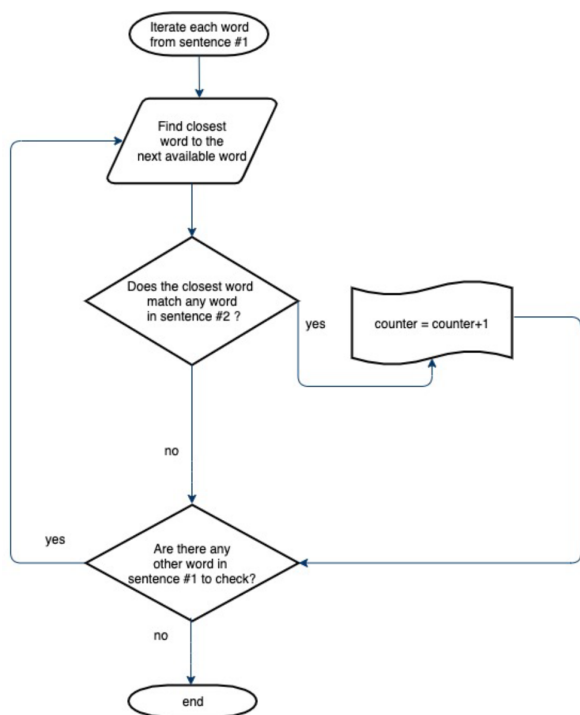 Iterate each word
from sentence #1
Find closest
word to the
next available word
Does the closest word
match any word
in sentence #2 ?
yes
counter = counter+1
no
yes
Are there any
other word in
sentence #1 to check?
no
end